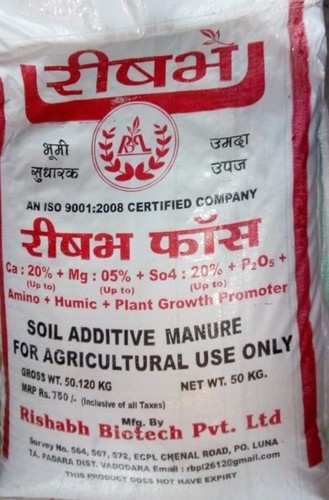 रीषभ
भूमी
सुधारक
RBL
उमदा
उपज
AN ISO 9001:2008 CERTIFIED COMPANY
रीषभ फॉस
Ca : 20% + Mg : 05% + So4 : 20% + P₂O₅ +
(Up to) (Up to) (Up to)
Amino + Humic + Plant Growth Promoter
SOIL ADDITIVE MANURE
FOR AGRICULTURAL USE ONLY
GROSS WT. 50.120 KG NET WT. 50 KG.
MRP Rs. 750 /- (Inclusive of all Taxes)
Mfg. By
Rishabh Biotech Pvt. Ltd
Survey No. 564, 567, 572, ECPL CHENAL ROAD, PO. LUNA
TA. PADARA DIST. VADODARA Email : rbpl2612@gmail.com
THIS PRODUCT DOES NOT HAVE EXPIRY